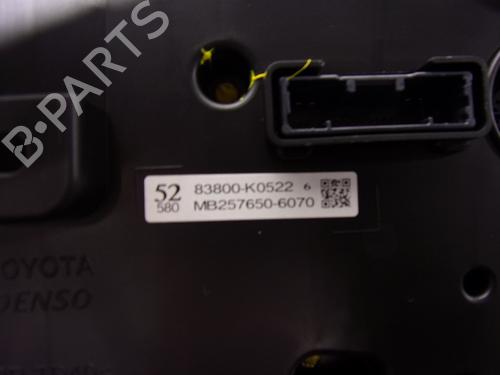 B-Parts
52
580
83800-K0522 6
MB257650-6070
TOYOTA
DENSO